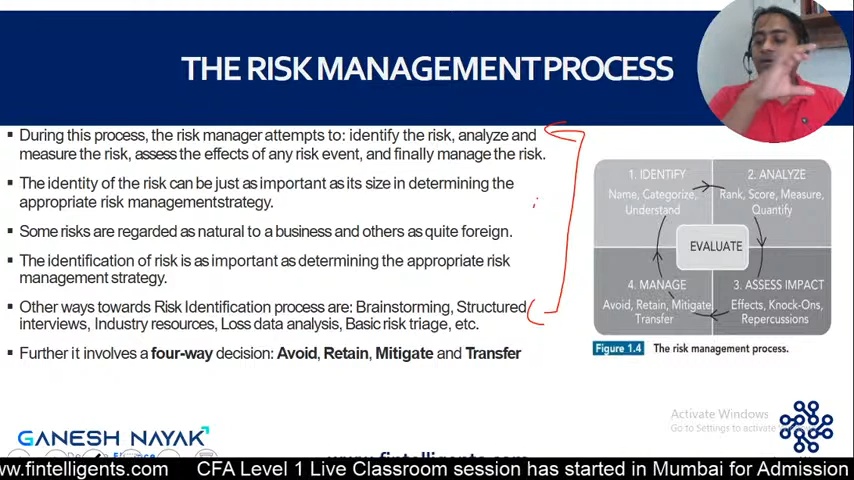 THE RISK MANAGEMENT PROCESS
▪ During this process, the risk manager attempts to: identify the risk, analyze and
measure the risk, assess the effects of any risk event, and finally manage the risk.
▪ The identity of the risk can be just as important as its size in determining the
appropriate risk managementstrategy.
▪ Some risks are regarded as natural to a business and others as quite foreign.
▪ The identification of risk is as important as determining the appropriate risk
management strategy.
▪ Other ways towards Risk Identification process are: Brainstorming, Structured
interviews, Industry resources, Loss data analysis, Basic risk triage, etc.
▪ Further it involves a four-way decision: Avoid, Retain, Mitigate and Transfer
1. IDENTIFY
Name, Categorize,
Understand
2. ANALYZE
Rank, Score, Measure,
Quantify
EVALUATE
4. MANAGE
Avoid, Retain, Mitigate,
Transfer
3. ASSESS IMPACT
Effects, Knock-Ons,
Repercussions
Figure 1.4 The risk management process.
Activate Windows
Go to Settings to activate
GANESH NAYAK
www.fintelligents.com
ww.fintelligents.com CFA Level 1 Live Classroom session has started in Mumbai for Admission